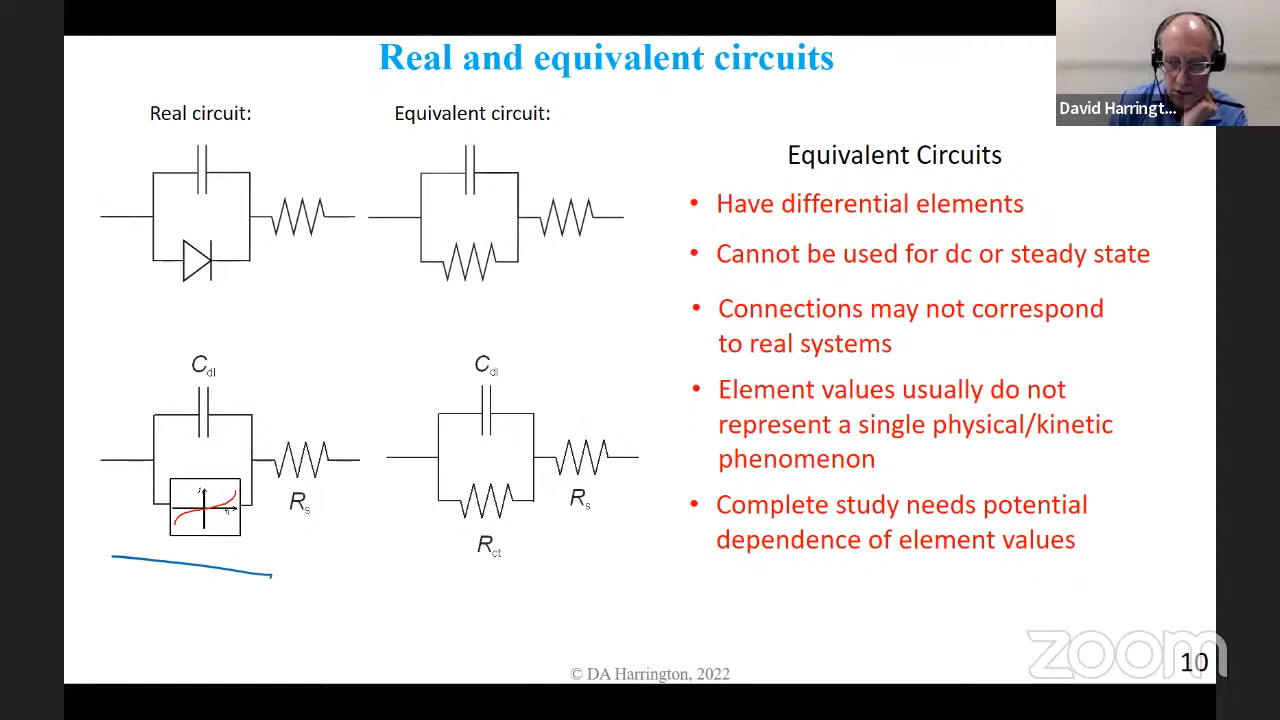 Real and equivalent circuits
David Harringt...
Real circuit:
Equivalent circuit:
Equivalent Circuits
• Have differential elements
• Cannot be used for dc or steady state
• Connections may not correspond
to real systems
• Element values usually do not
represent a single physical/kinetic
phenomenon
• Complete study needs potential
dependence of element values
Cdl
Rs
Cdl
Rs
Rct
© DA Harrington, 2022
zoom
10